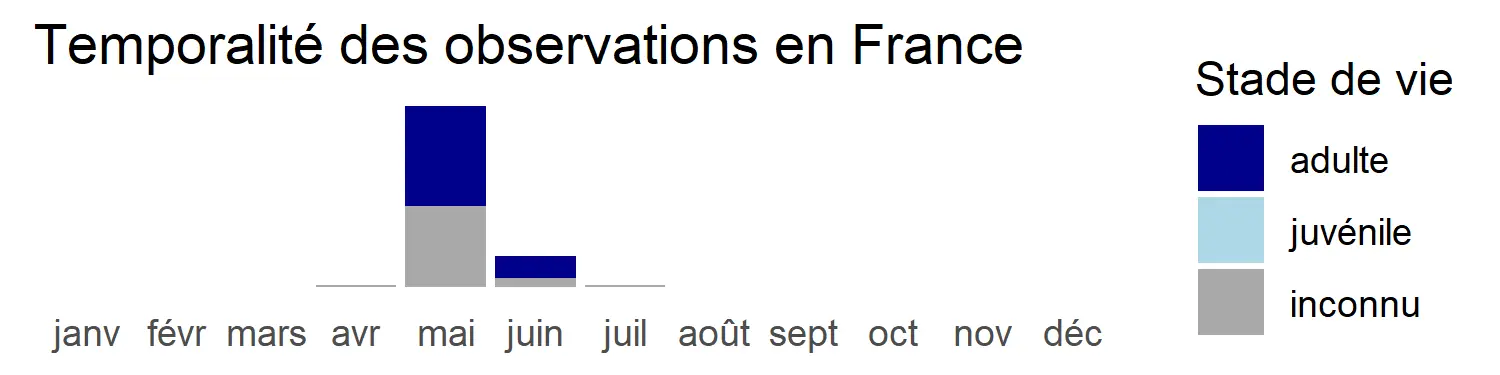 Temporalité des observations en France
Stade de vie
adulte
juvénile
inconnu
janv févr mars avr mai juin juil août sept oct nov déc